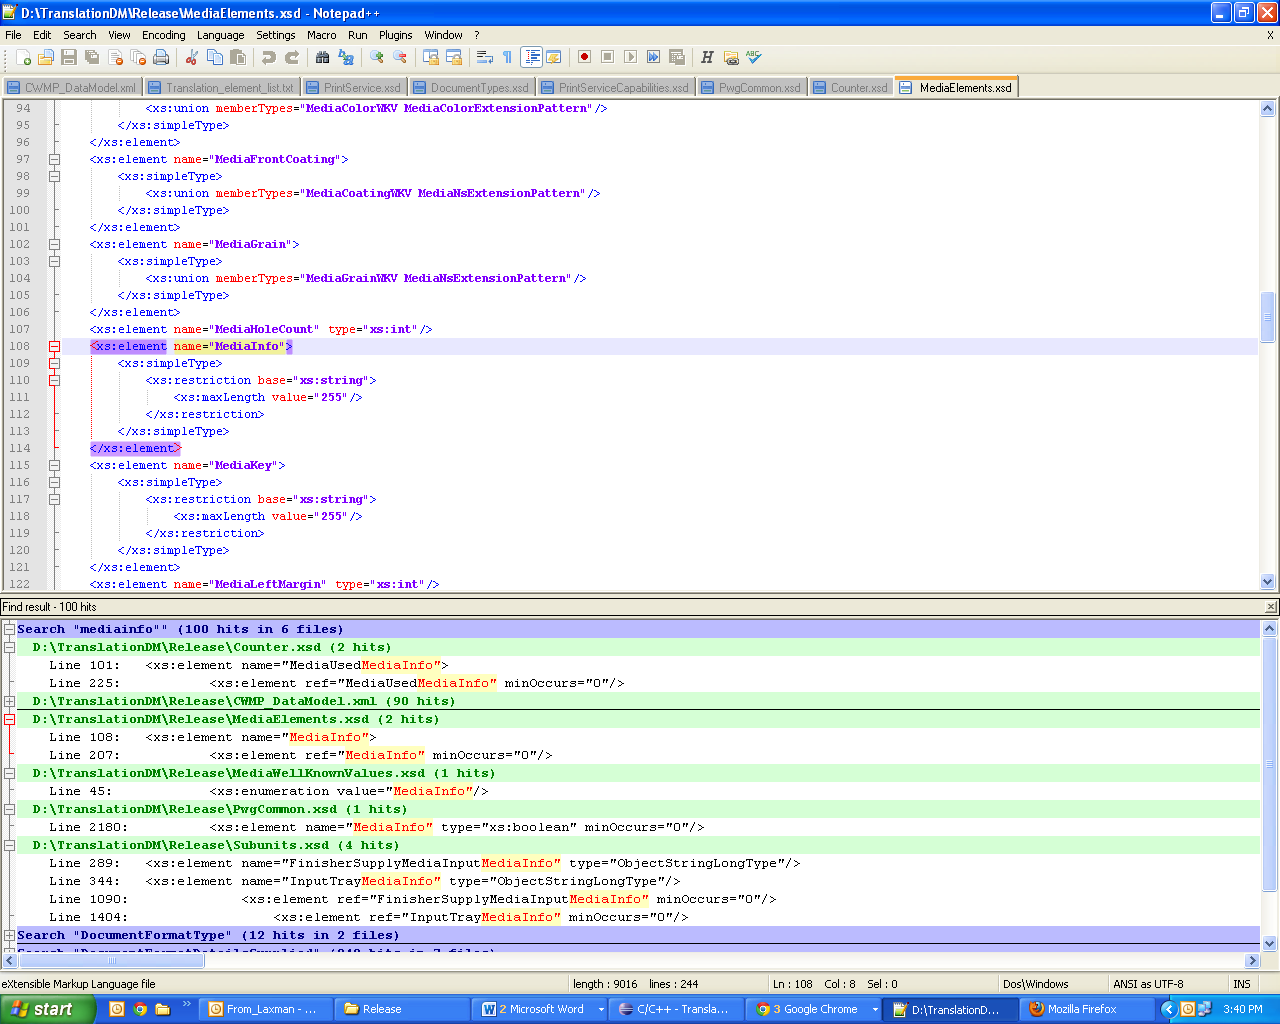 D:\TranslationDM\Release\MediaElements.xsd - Notepad++
File Edit Search View Encoding Language Settings Macro Run Plugins Window ? X
CWMP_DataModel.xml Translation_element_list.txt PrintService.xsd DocumentTypes.xsd PrintServiceCapabilities.xsd PwgCommon.xsd Counter.xsd MediaElements.xsd
94 <xs:union memberTypes="MediaColorWKV MediaColorExtensionPattern"/>
95 </xs:simpleType>
96 </xs:element>
97 <xs:element name="MediaFrontCoating">
98 <xs:simpleType>
99 <xs:union memberTypes="MediaCoatingWKV MediaNsExtensionPattern"/>
100 </xs:simpleType>
101 </xs:element>
102 <xs:element name="MediaGrain">
103 <xs:simpleType>
104 <xs:union memberTypes="MediaGrainWKV MediaNsExtensionPattern"/>
105 </xs:simpleType>
106 </xs:element>
107 <xs:element name="MediaHoleCount" type="xs:int"/>
108 <xs:element name="MediaInfo">
109 <xs:simpleType>
110 <xs:restriction base="xs:string">
111 <xs:maxLength value="255"/>
112 </xs:restriction>
113 </xs:simpleType>
114 </xs:element>
115 <xs:element name="MediaKey">
116 <xs:simpleType>
117 <xs:restriction base="xs:string">
118 <xs:maxLength value="255"/>
119 </xs:restriction>
120 </xs:simpleType>
121 </xs:element>
122 <xs:element name="MediaLeftMargin" type="xs:int"/>
Find result - 100 hits
Search "mediainfo"" (100 hits in 6 files)
D:\TranslationDM\Release\Counter.xsd (2 hits)
Line 101: <xs:element name="MediaUsedMediaInfo">
Line 225: <xs:element ref="MediaUsedMediaInfo" minOccurs="0"/>
D:\TranslationDM\Release\CWMP_DataModel.xml (90 hits)
D:\TranslationDM\Release\MediaElements.xsd (2 hits)
Line 108: <xs:element name="MediaInfo">
Line 207: <xs:element ref="MediaInfo" minOccurs="0"/>
D:\TranslationDM\Release\MediaWellKnownValues.xsd (1 hits)
Line 45: <xs:enumeration value="MediaInfo"/>
D:\TranslationDM\Release\PwgCommon.xsd (1 hits)
Line 2180: <xs:element name="MediaInfo" type="xs:boolean" minOccurs="0"/>
D:\TranslationDM\Release\Subunits.xsd (4 hits)
Line 289: <xs:element name="FinisherSupplyMediaInputMediaInfo" type="ObjectStringLongType"/>
Line 344: <xs:element name="InputTrayMediaInfo" type="ObjectStringLongType"/>
Line 1090: <xs:element ref="FinisherSupplyMediaInputMediaInfo" minOccurs="0"/>
Line 1404: <xs:element ref="InputTrayMediaInfo" minOccurs="0"/>
Search "DocumentFormatType" (12 hits in 2 files)
eXtensible Markup Language file length : 9016 lines : 244 Ln : 108 Col : 8 Sel : 0 Dos\Windows ANSI as UTF-8 INS
start From_Laxman - ... Release 2 Microsoft Word C/C++ - Transla... 3 Google Chrome D:\TranslationD... Mozilla Firefox 3:40 PM